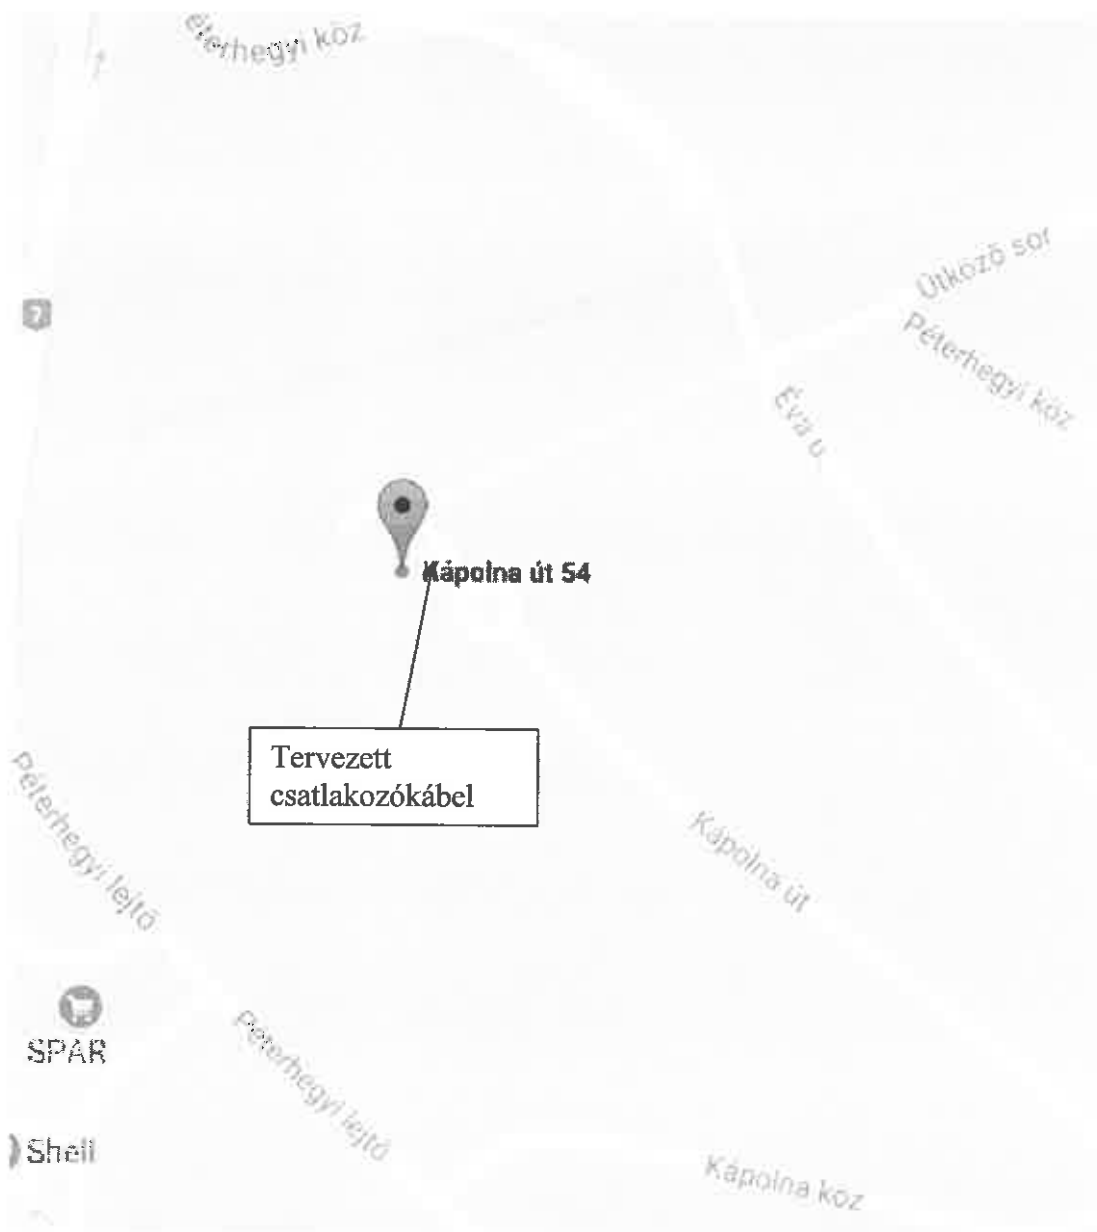 Péterhegyi köz
Ütköző sor
7
Péterhegyi köz
Éva u
Kápolna út 54
Tervezett
csatlakozókábel
Péterhegyi lejtő
Kápolna út
SPAR
Péterhegyi lejtő
Shell
Kápolna köz